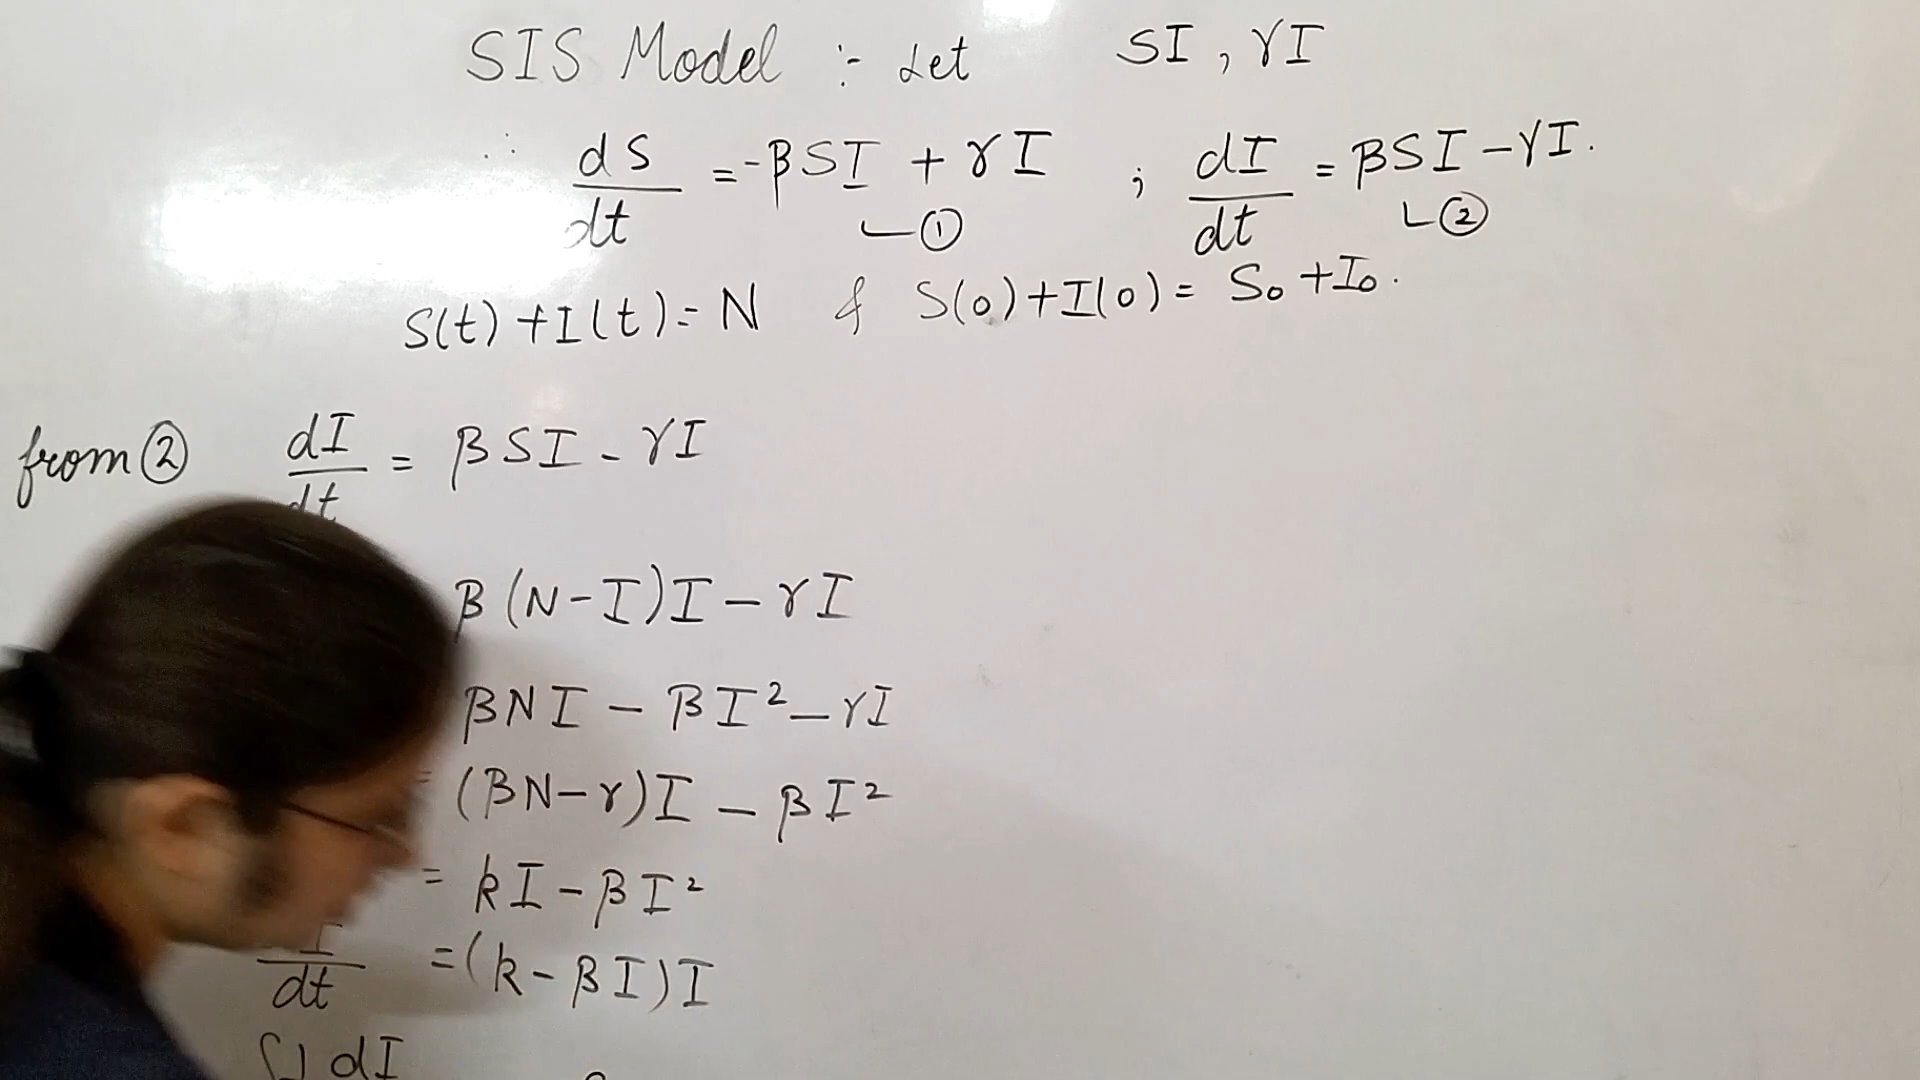 SIS Model :- Let SI, γI
∴ dS/dt = -βSI + γI —① ; dI/dt = βSI - γI. —②
S(t) + I(t) = N & S(0) + I(0) = S₀ + I₀.
from ② dI/dt = βSI - γI
β(N-I)I - γI
βNI - βI² - γI
= (βN-γ)I - βI²
= kI - βI²
I/dt = (k - βI)I
dI